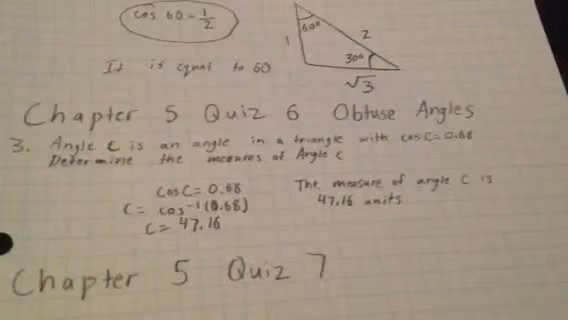 cos 60 = 1/2
60°
1
2
30°
√3
It is equal to 60
Chapter 5 Quiz 6 Obtuse Angles
3. Angle C is an angle in a triangle with cos C = 0.68
Determine the measures of Angle C
cos C = 0.68
C = cos⁻¹(0.68)
C = 47.16
The measure of angle C is
47.16 units
Chapter 5 Quiz 7